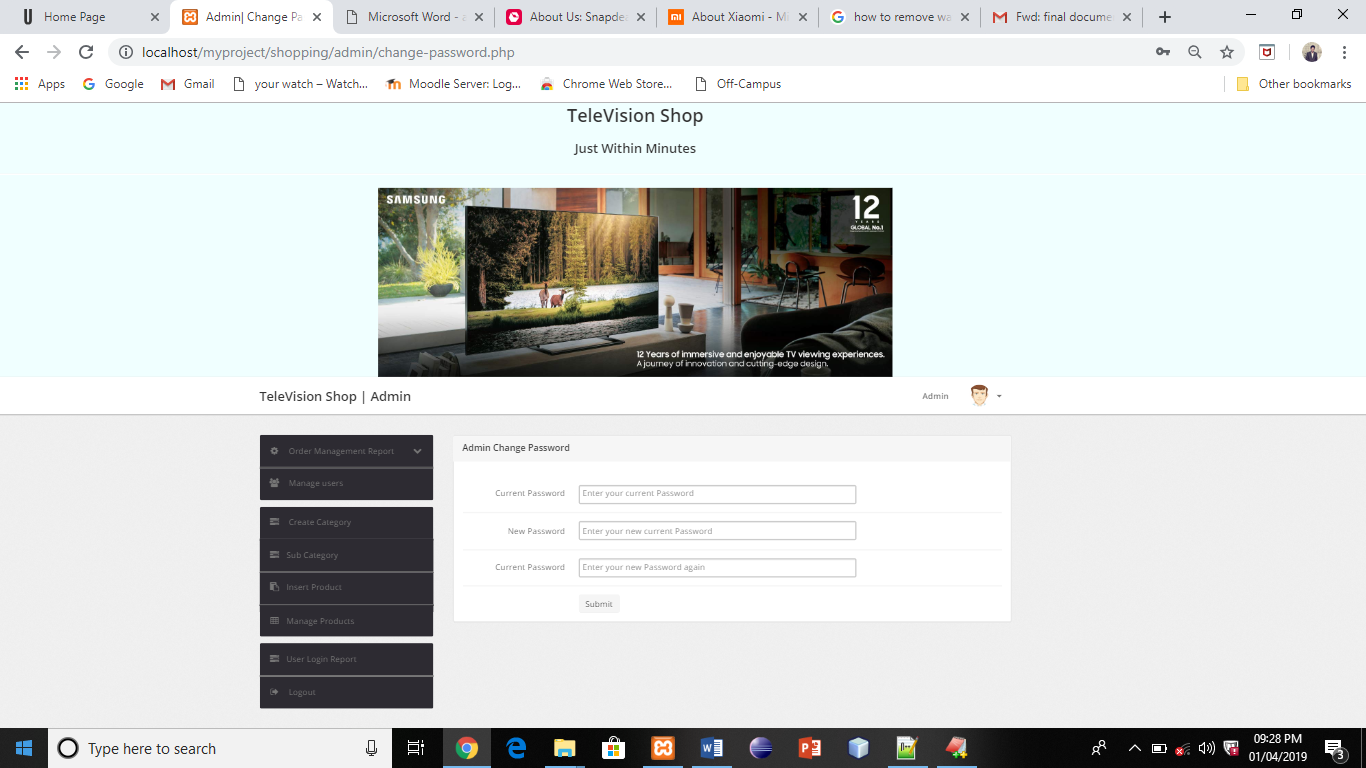 Home Page
Admin| Change Pa
Microsoft Word - a
About Us: Snapde
About Xiaomi - Mi
how to remove wa
Fwd: final docume
localhost/myproject/shopping/admin/change-password.php
Apps
Google
Gmail
your watch – Watch...
Moodle Server: Log...
Chrome Web Store...
Off-Campus
Other bookmarks
TeleVision Shop
Just Within Minutes
SAMSUNG
12
YEARS
GLOBAL No.1
12 Years of immersive and enjoyable TV viewing experiences.
A journey of innovation and cutting-edge design.
TeleVision Shop | Admin
Admin
Order Management Report
Manage users
Create Category
Sub Category
Insert Product
Manage Products
User Login Report
Logout
Admin Change Password
Current Password
Enter your current Password
New Password
Enter your new current Password
Current Password
Enter your new Password again
Submit
Type here to search
09:28 PM
01/04/2019
3